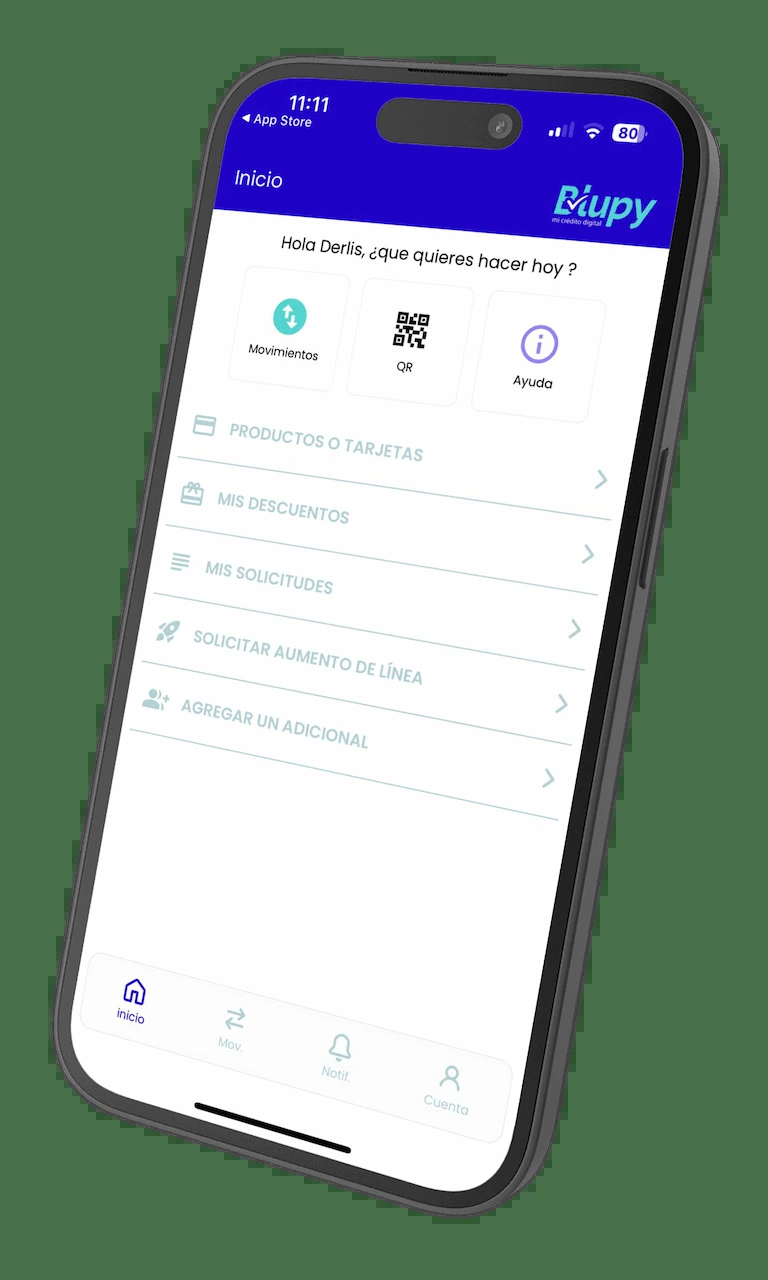 11:11
App Store
80
Inicio
Blupy
mi crédito digital
Hola Derlis, ¿que quieres hacer hoy ?
Movimientos
QR
Ayuda
PRODUCTOS O TARJETAS
MIS DESCUENTOS
MIS SOLICITUDES
SOLICITAR AUMENTO DE LÍNEA
AGREGAR UN ADICIONAL
inicio
Mov.
Notif.
Cuenta